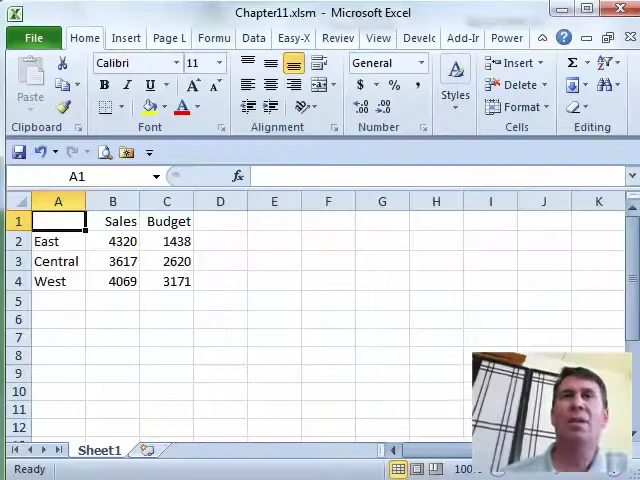 Chapter11.xlsm - Microsoft Excel
File Home Insert Page L Formu Data Easy-X Review View Develc Add-Ir Power
Paste
Calibri 11
B I U A A
General
$ % ,
Styles
Insert
Delete
Format
Clipboard Font Alignment Number Cells Editing
A1 fx
A B C D E F G H I J K
1 Sales Budget
2 East 4320 1438
3 Central 3617 2620
4 West 4069 3171
5
6
7
8
9
10
11
12
Sheet1
Ready 100%